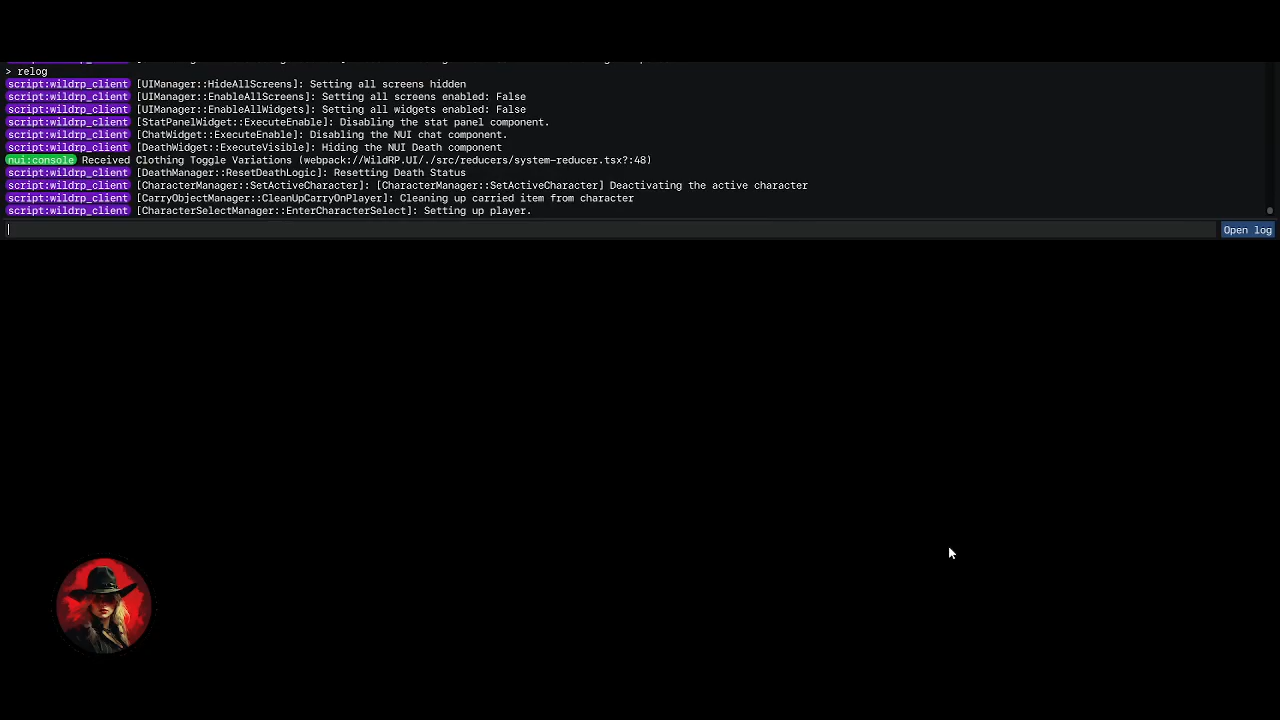 > relog
script:wildrp_client [UIManager::HideAllScreens]: Setting all screens hidden
script:wildrp_client [UIManager::EnableAllScreens]: Setting all screens enabled: False
script:wildrp_client [UIManager::EnableAllWidgets]: Setting all widgets enabled: False
script:wildrp_client [StatPanelWidget::ExecuteEnable]: Disabling the stat panel component.
script:wildrp_client [ChatWidget::ExecuteEnable]: Disabling the NUI chat component.
script:wildrp_client [DeathWidget::ExecuteVisible]: Hiding the NUI Death component
nui:console Received Clothing Toggle Variations (webpack://WildRP.UI/./src/reducers/system-reducer.tsx?:48)
script:wildrp_client [DeathManager::ResetDeathLogic]: Resetting Death Status
script:wildrp_client [CharacterManager::SetActiveCharacter]: [CharacterManager::SetActiveCharacter] Deactivating the active character
script:wildrp_client [CarryObjectManager::CleanUpCarryOnPlayer]: Cleaning up carried item from character
script:wildrp_client [CharacterSelectManager::EnterCharacterSelect]: Setting up player.
Open log